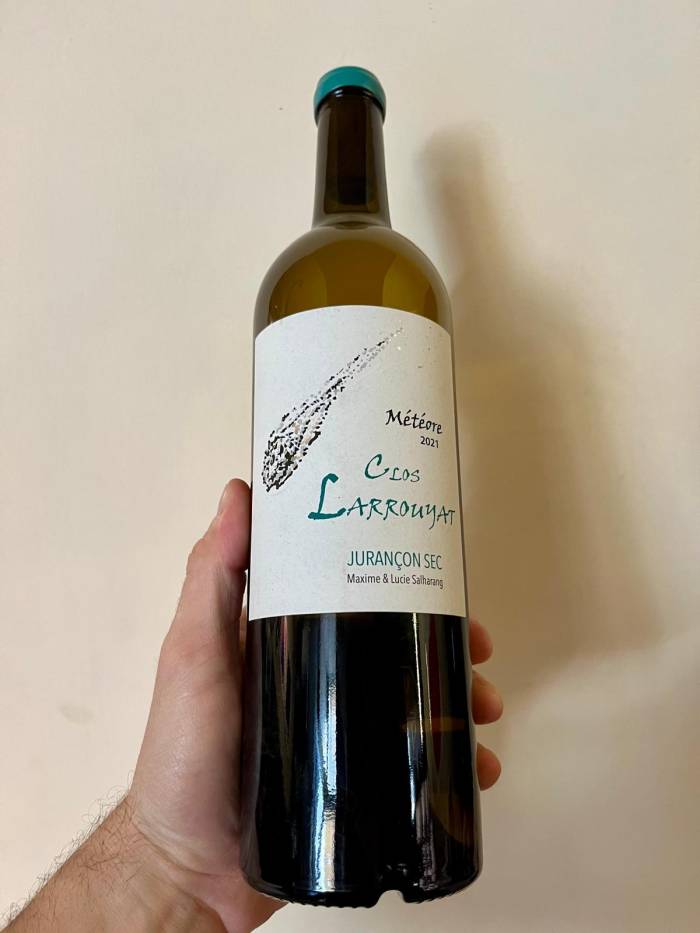 Météore
2021
Clos
Larrouyat
JURANÇON SEC
Maxime & Lucie Salharang